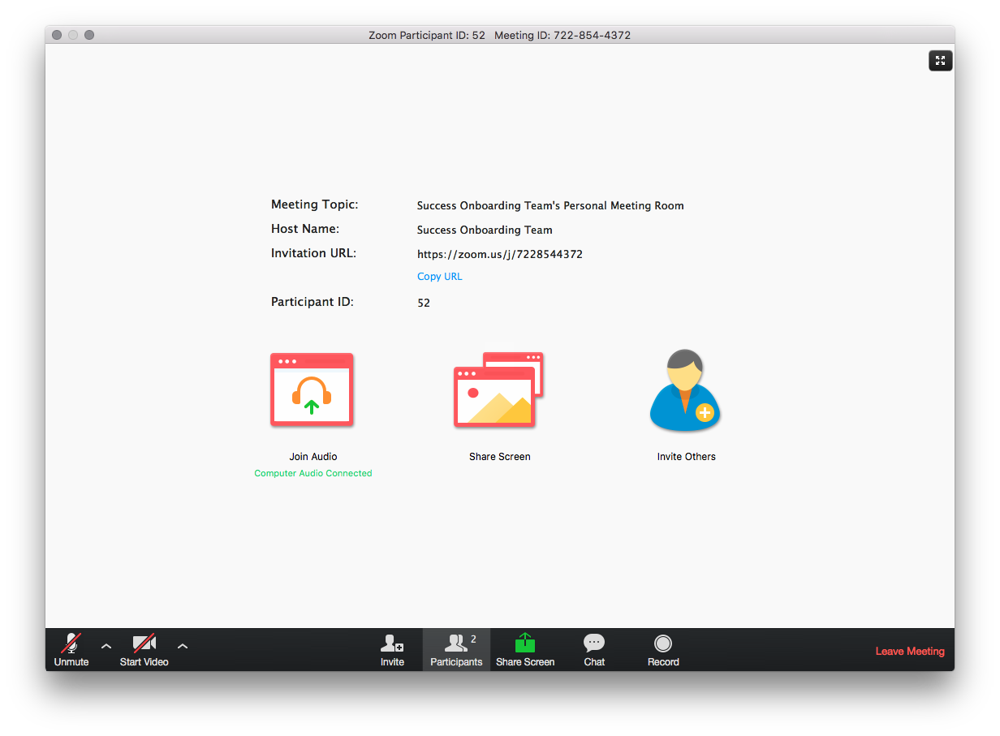 Zoom Participant ID: 52 Meeting ID: 722-854-4372
Meeting Topic: Success Onboarding Team's Personal Meeting Room
Host Name: Success Onboarding Team
Invitation URL: https://zoom.us/j/7228544372
Copy URL
Participant ID: 52
Join Audio
Computer Audio Connected
Share Screen
Invite Others
Unmute
Start Video
Invite
2
Participants
Share Screen
Chat
Record
Leave Meeting